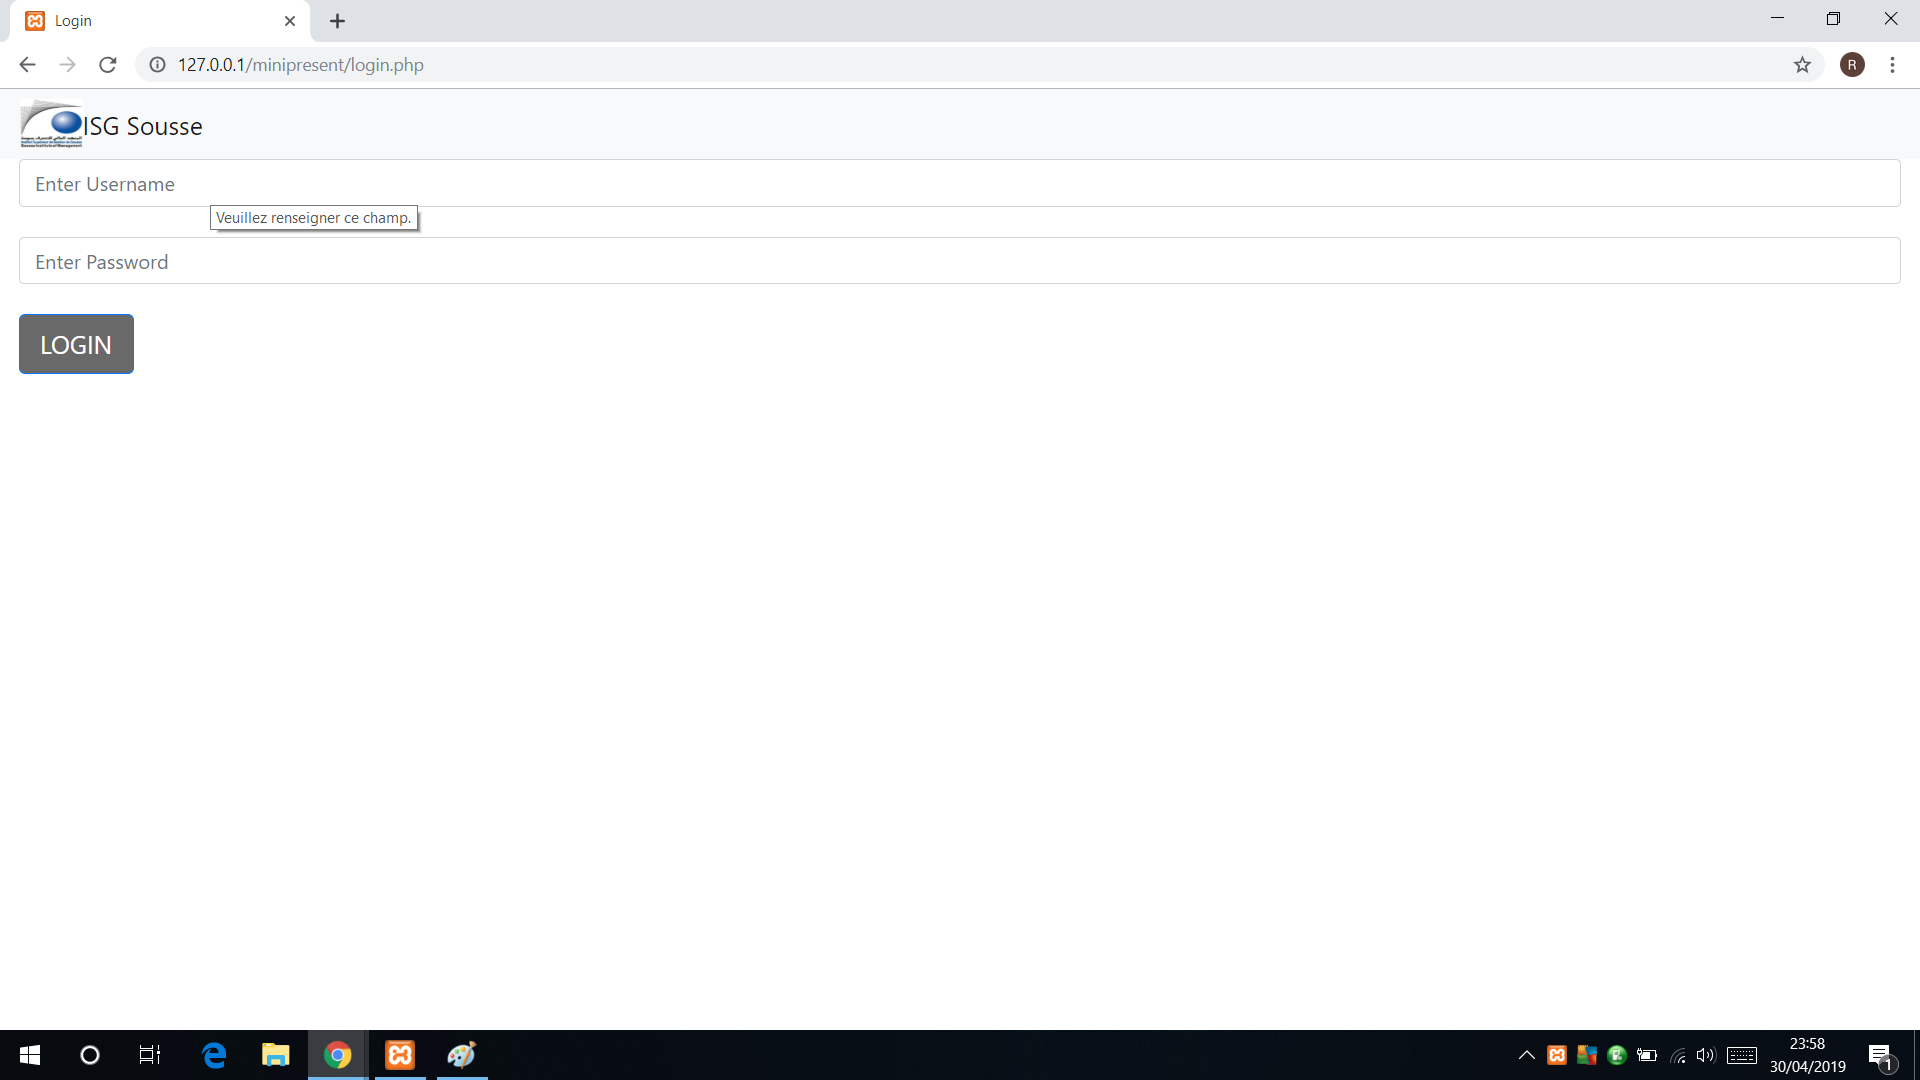 Login
127.0.0.1/minipresent/login.php
R
ISG Sousse
Enter Username
Veuillez renseigner ce champ.
Enter Password
LOGIN
23:58
30/04/2019
1